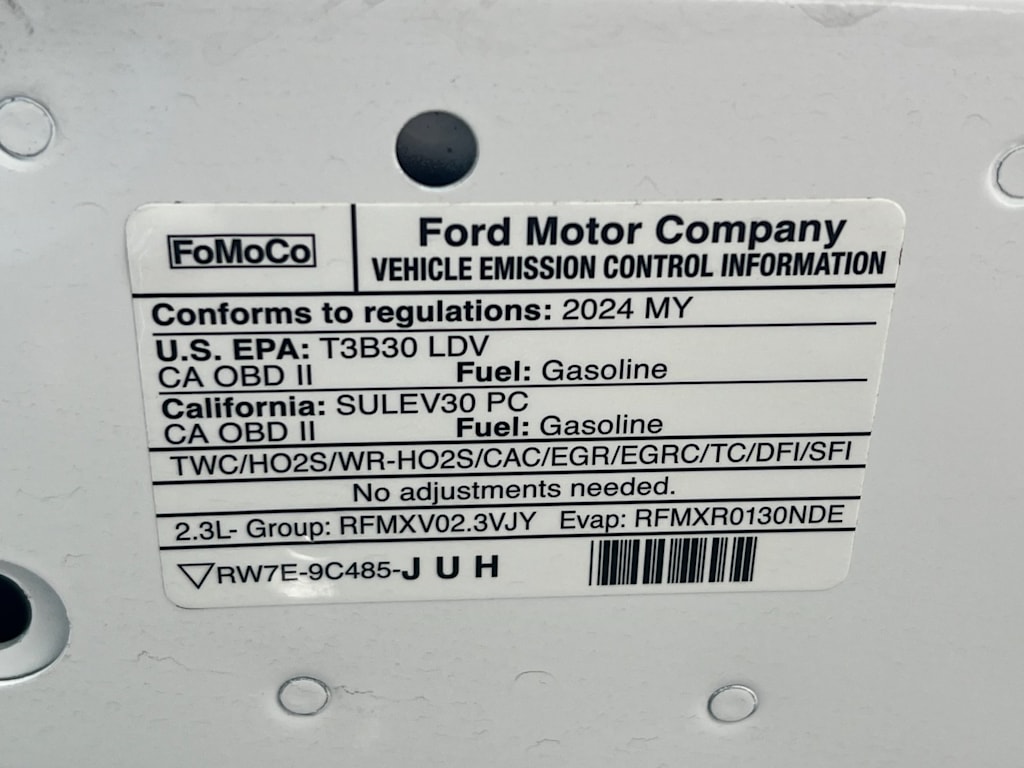 FoMoCo
Ford Motor Company
VEHICLE EMISSION CONTROL INFORMATION
Conforms to regulations: 2024 MY
U.S. EPA: T3B30 LDV
CA OBD II Fuel: Gasoline
California: SULEV30 PC
CA OBD II Fuel: Gasoline
TWC/HO2S/WR-HO2S/CAC/EGR/EGRC/TC/DFI/SFI
No adjustments needed.
2.3L- Group: RFMXV02.3VJY Evap: RFMXR0130NDE
RW7E-9C485-J U H